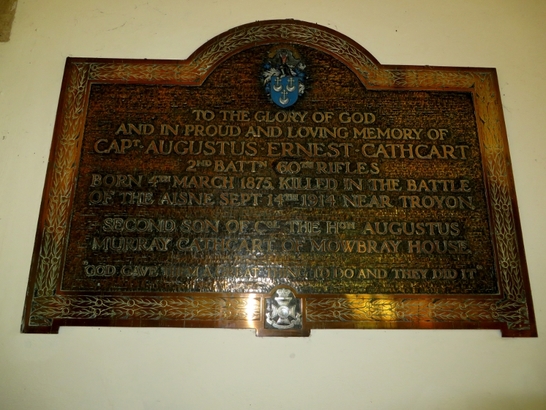 TO THE GLORY OF GOD
AND IN PROUD AND LOVING MEMORY OF
CAPT. AUGUSTUS · ERNEST · CATHCART
2ND BATTN 60TH RIFLES
BORN 4TH MARCH 1875. KILLED IN THE BATTLE
OF THE AISNE SEPT 14TH 1914 NEAR TROYON.
SECOND SON OF COL. THE HON AUGUSTUS
MURRAY CATHCART OF MOWBRAY HOUSE.
"GOD GAVE THEM A TO DO AND THEY DID IT"